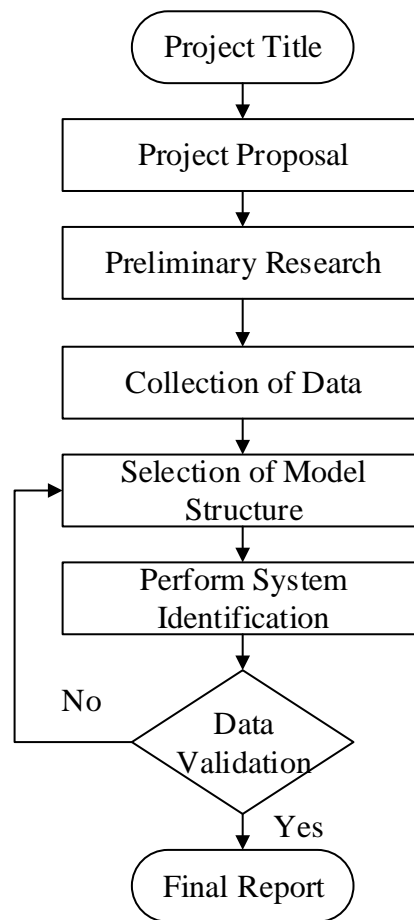 Project Title
Project Proposal
Preliminary Research
Collection of Data
Selection of Model
Structure
Perform System
Identification
No
Data
Validation
Yes
Final Report